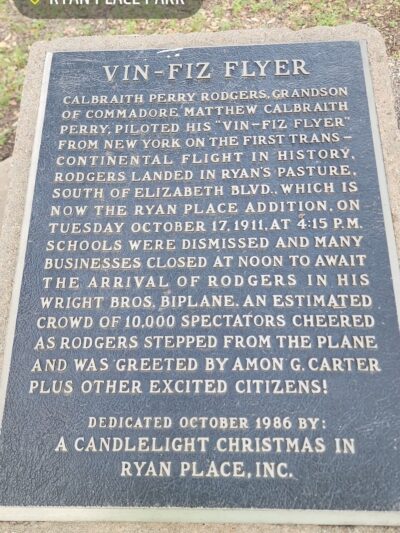 RYAN PLACE PARK
VIN-FIZ FLYER
CALBRAITH PERRY RODGERS, GRANDSON
OF COMMADORE MATTHEW CALBRAITH
PERRY, PILOTED HIS "VIN-FIZ FLYER"
FROM NEW YORK ON THE FIRST TRANS-
CONTINENTAL FLIGHT IN HISTORY.
RODGERS LANDED IN RYAN'S PASTURE,
SOUTH OF ELIZABETH BLVD., WHICH IS
NOW THE RYAN PLACE ADDITION, ON
TUESDAY OCTOBER 17, 1911, AT 4:15 P.M.
SCHOOLS WERE DISMISSED AND MANY
BUSINESSES CLOSED AT NOON TO AWAIT
THE ARRIVAL OF RODGERS IN HIS
WRIGHT BROS. BIPLANE. AN ESTIMATED
CROWD OF 10,000 SPECTATORS CHEERED
AS RODGERS STEPPED FROM THE PLANE
AND WAS GREETED BY AMON G. CARTER
PLUS OTHER EXCITED CITIZENS!
DEDICATED OCTOBER 1986 BY:
A CANDLELIGHT CHRISTMAS IN
RYAN PLACE, INC.